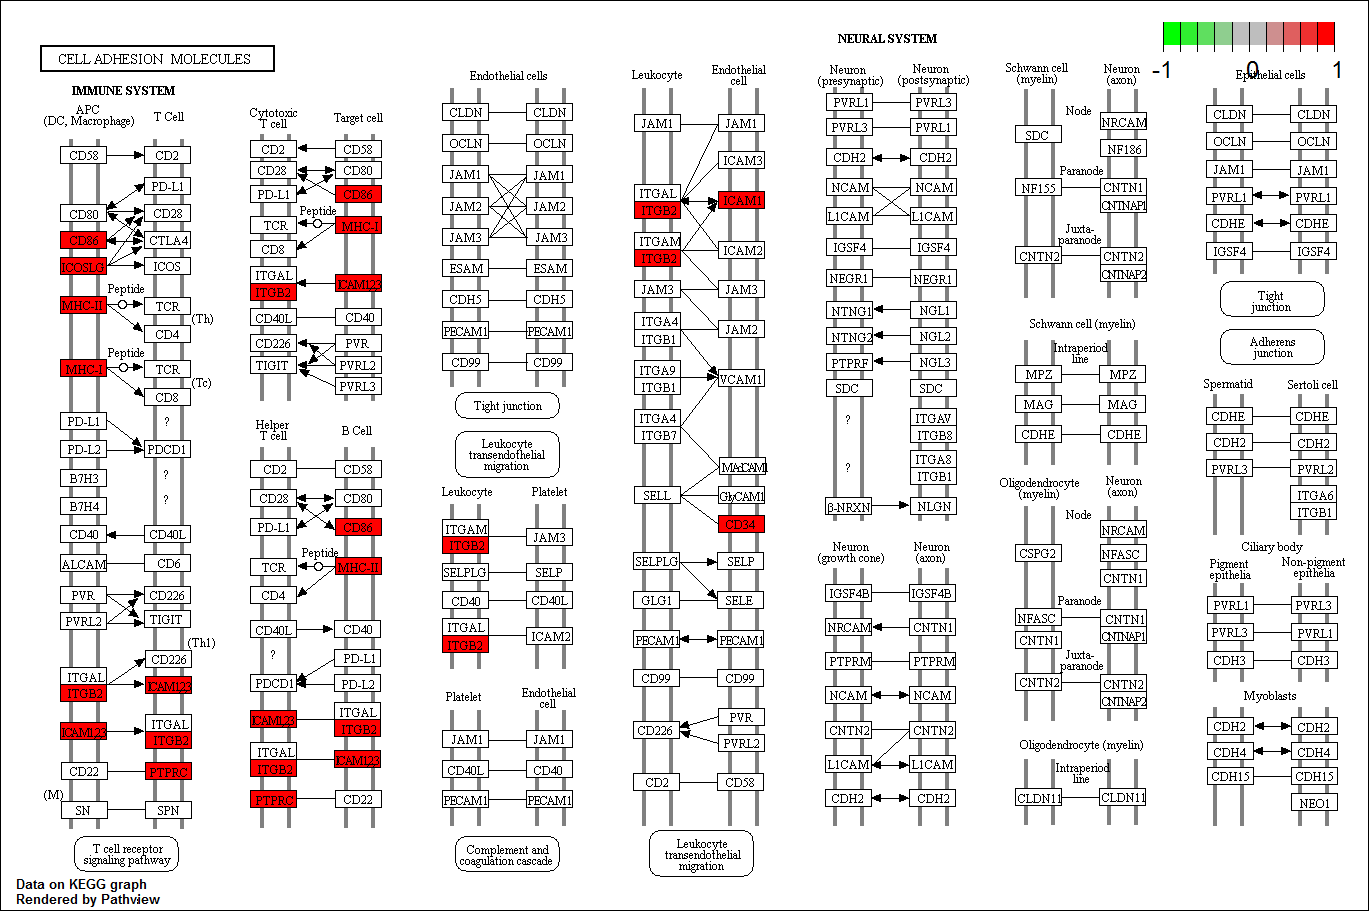 CELL ADHESION MOLECULES
NEURAL SYSTEM
-1
0
1
IMMUNE SYSTEM
APC
(DC, Macrophage)
T Cell
CD58
CD2
PD-L1
CD80
CD28
CD86
CTLA4
ICOSLG
ICOS
Peptide
MHC-II
TCR
(Th)
CD4
Peptide
MHC-I
TCR
(Tc)
CD8
PD-L1
?
PD-L2
PDCD1
B7H3
?
B7H4
?
CD40
CD40L
ALCAM
CD6
PVR
CD226
PVRL2
TIGIT
(Th1)
CD226
ITGAL
ITGB2
ICAM123
ICAM123
ITGAL
ITGB2
CD22
PTPRC
(M)
SN
SPN
T cell receptor
signaling pathway
Cytotoxic
T cell
Target cell
CD2
CD58
CD28
CD80
PD-L1
CD86
Peptide
TCR
MHC-I
CD8
ITGAL
ITGB2
ICAM123
CD40L
CD40
CD226
PVR
TIGIT
PVRL2
PVRL3
Helper
T cell
B Cell
CD2
CD58
CD28
CD80
PD-L1
CD86
Peptide
TCR
MHC-II
CD4
CD40L
CD40
?
PD-L1
PDCD1
PD-L2
ICAM123
ITGAL
ITGB2
ITGAL
ITGB2
ICAM123
PTPRC
CD22
Endothelial cells
CLDN
CLDN
OCLN
OCLN
JAM1
JAM1
JAM2
JAM2
JAM3
JAM3
ESAM
ESAM
CDH5
CDH5
PECAM1
PECAM1
CD99
CD99
Tight junction
Leukocyte
transendothelial
migration
Leukocyte
Platelet
ITGAM
ITGB2
JAM3
SELPLG
SELP
CD40
CD40L
ITGAL
ITGB2
ICAM2
Platelet
Endothelial
cell
JAM1
JAM1
CD40L
CD40
PECAM1
PECAM1
Complement and
coagulation cascade
Leukocyte
Endothelial
cell
JAM1
JAM1
ICAM3
ITGAL
ITGB2
ICAM1
ITGAM
ITGB2
ICAM2
JAM3
JAM3
ITGA4
ITGB1
JAM2
ITGA9
ITGB1
VCAM1
ITGA4
ITGB7
MAdCAM1
SELL
GlyCAM1
CD34
SELPLG
SELP
GLG1
SELE
PECAM1
PECAM1
CD99
CD99
CD226
PVR
PVRL2
CD2
CD58
Leukocyte
transendothelial
migration
Neuron
(presynaptic)
Neuron
(postsynaptic)
PVRL1
PVRL3
PVRL3
PVRL1
CDH2
CDH2
NCAM
NCAM
L1CAM
L1CAM
IGSF4
IGSF4
NEGR1
NEGR1
NTNG1
NGL1
NTNG2
NGL2
PTPRF
NGL3
SDC
SDC
?
ITGAV
ITGB8
?
ITGA8
ITGB1
β-NRXN
NLGN
Neuron
(growth cone)
Neuron
(axon)
IGSF4B
IGSF4B
NRCAM
CNTN1
PTPRM
PTPRM
NCAM
NCAM
CNTN2
CNTN2
L1CAM
L1CAM
CDH2
CDH2
Schwann cell
(myelin)
Neuron
(axon)
Node
NRCAM
SDC
NF186
Paranode
NF155
CNTN1
CNTNAP1
Juxta-
paranode
CNTN2
CNTN2
CNTNAP2
Schwann cell (myelin)
Intraperiod
line
MPZ
MPZ
MAG
MAG
CDHE
CDHE
Oligodendrocyte
(myelin)
Neuron
(axon)
Node
NRCAM
CSPG2
NFASC
CNTN1
Paranode
NFASC
CNTN1
CNTN1
CNTNAP1
Juxta-
paranode
CNTN2
CNTN2
CNTNAP2
Oligodendrocyte (myelin)
Intraperiod
line
CLDN11
CLDN11
Epithelial cells
CLDN
CLDN
OCLN
OCLN
JAM1
JAM1
PVRL1
PVRL1
CDHE
CDHE
IGSF4
IGSF4
Tight
junction
Adherens
junction
Spermatid
Sertoli cell
CDHE
CDHE
CDH2
CDH2
PVRL3
PVRL2
ITGA6
ITGB1
Ciliary body
Pigment
epithelia
Non-pigment
epithelia
PVRL1
PVRL3
PVRL3
PVRL1
CDH3
CDH3
Myoblasts
CDH2
CDH2
CDH4
CDH4
CDH15
CDH15
NEO1
Data on KEGG graph
Rendered by Pathview